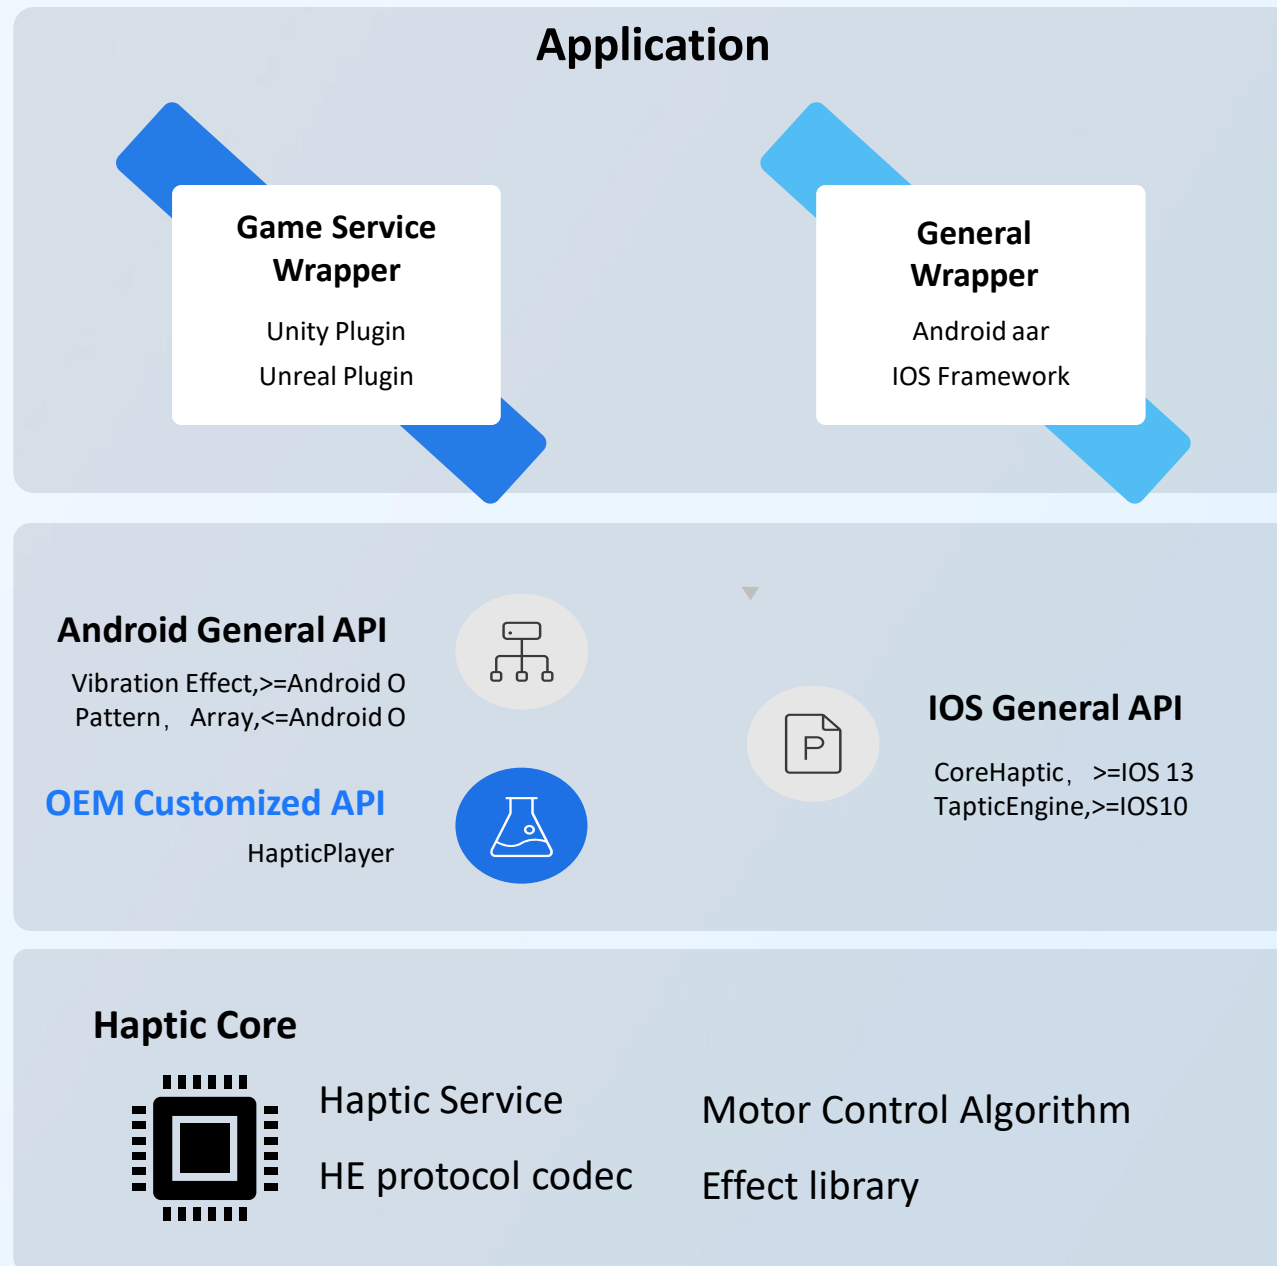 Application
Game Service
Wrapper
Unity Plugin
Unreal Plugin
General
Wrapper
Android aar
IOS Framework
Android General API
Vibration Effect,>=Android O
Pattern， Array,<=Android O
OEM Customized API
HapticPlayer
P
IOS General API
CoreHaptic， >=IOS 13
TapticEngine,>=IOS10
Haptic Core
Haptic Service
HE protocol codec
Motor Control Algorithm
Effect library